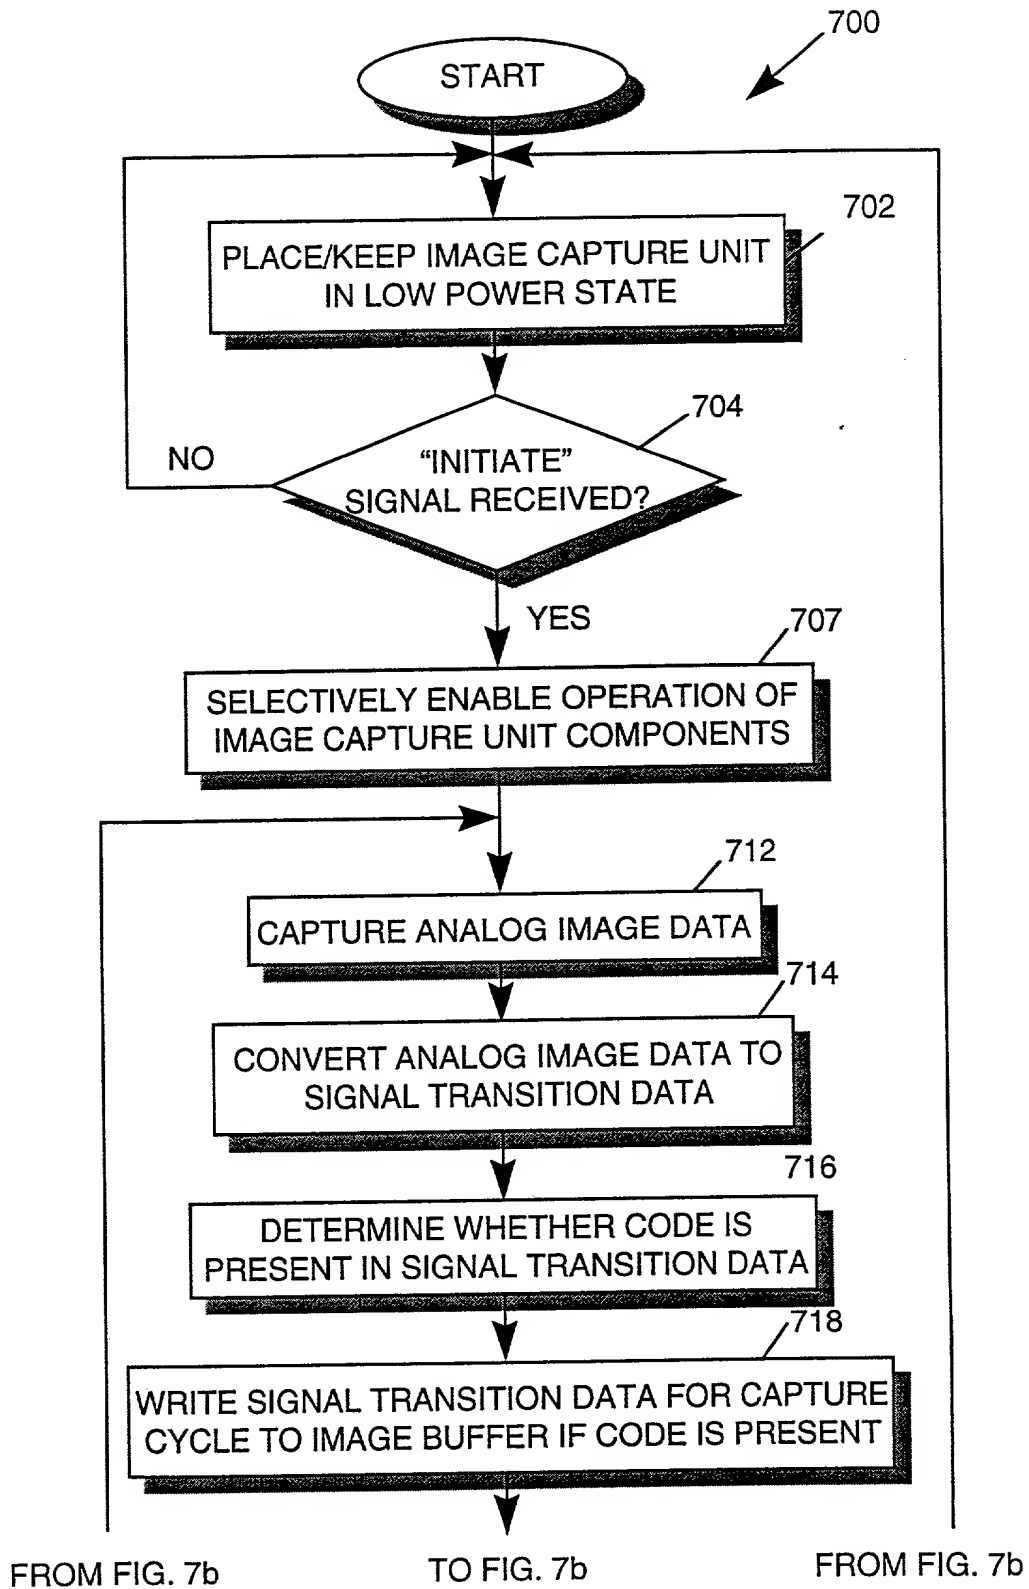 700
START
702
PLACE/KEEP IMAGE CAPTURE UNIT
IN LOW POWER STATE
704
NO
“INITIATE”
SIGNAL RECEIVED?
YES
707
SELECTIVELY ENABLE OPERATION OF
IMAGE CAPTURE UNIT COMPONENTS
712
CAPTURE ANALOG IMAGE DATA
714
CONVERT ANALOG IMAGE DATA TO
SIGNAL TRANSITION DATA
716
DETERMINE WHETHER CODE IS
PRESENT IN SIGNAL TRANSITION DATA
718
WRITE SIGNAL TRANSITION DATA FOR CAPTURE
CYCLE TO IMAGE BUFFER IF CODE IS PRESENT
FROM FIG. 7b
TO FIG. 7b
FROM FIG. 7b